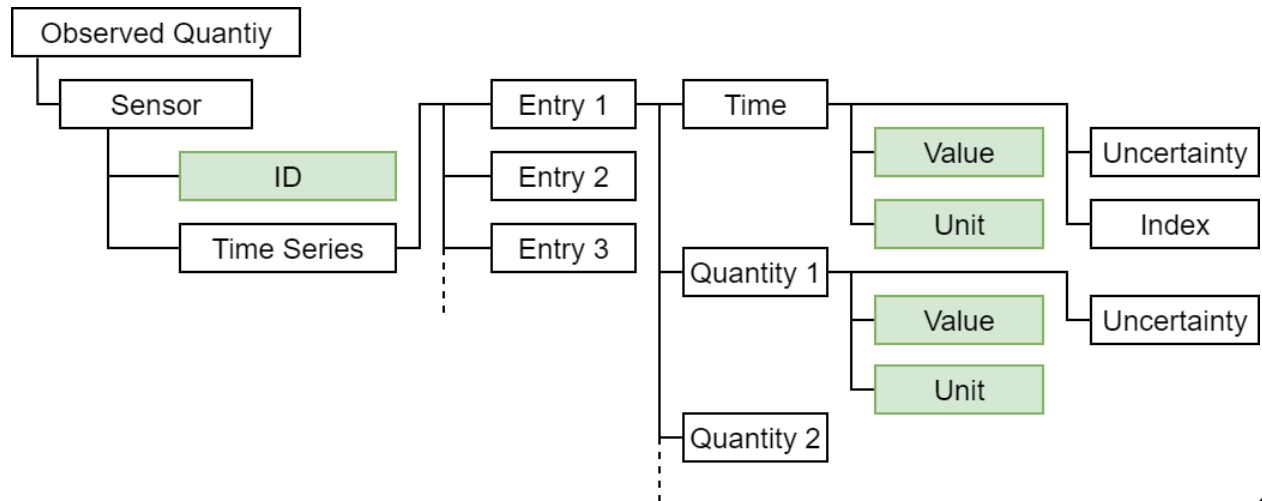 Observed Quantiy
Sensor
ID
Time Series
Entry 1
Entry 2
Entry 3
Time
Value
Unit
Uncertainty
Index
Quantity 1
Value
Unit
Uncertainty
Quantity 2